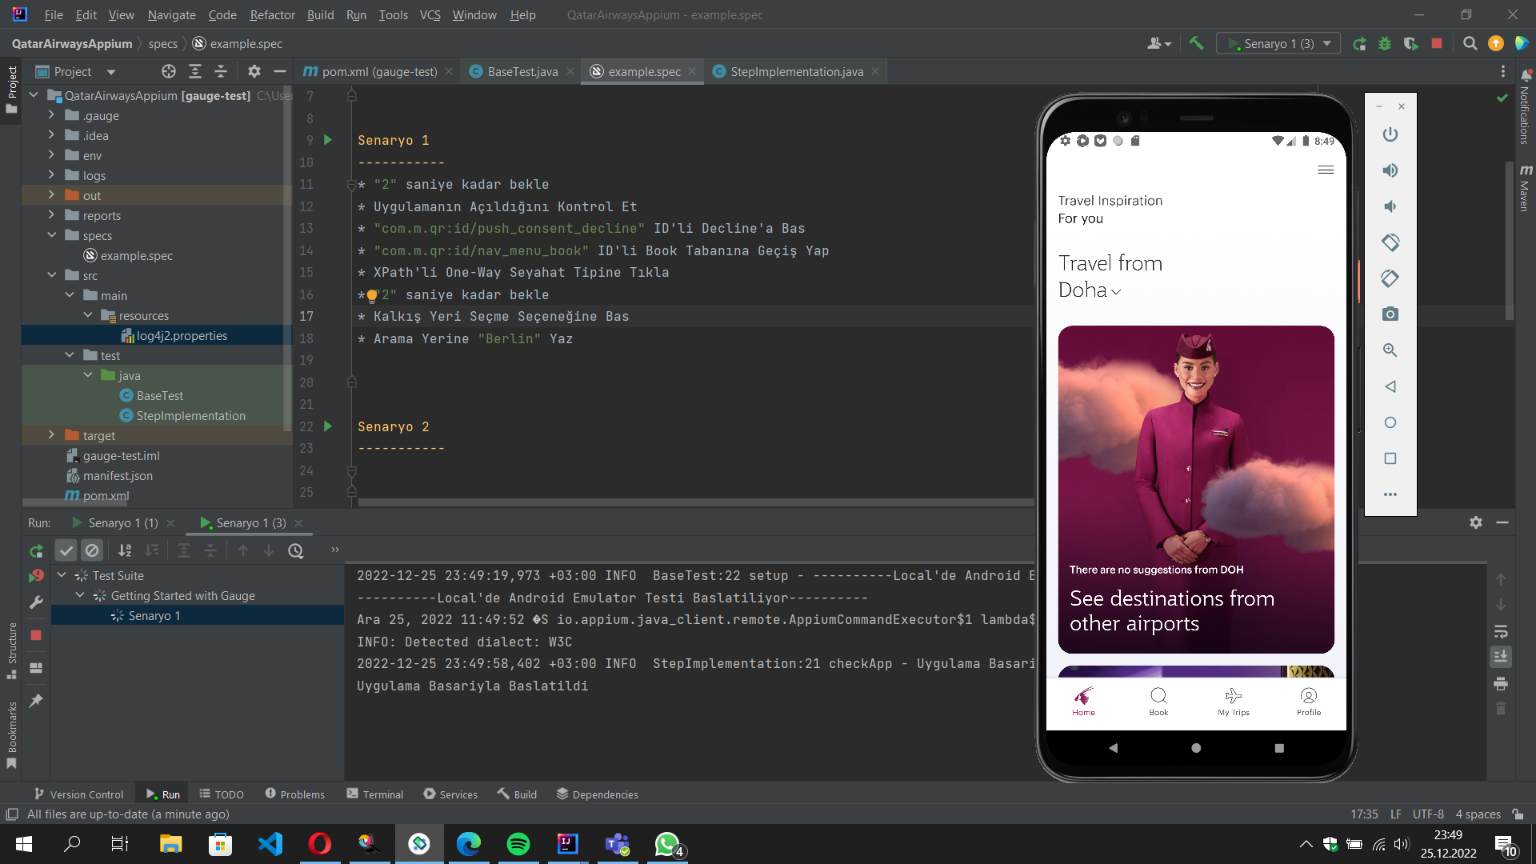 File Edit View Navigate Code Refactor Build Run Tools VCS Window Help QatarAirwaysAppium - example.spec
QatarAirwaysAppium specs example.spec
Senaryo 1 (3)
Project
pom.xml (gauge-test)
BaseTest.java
example.spec
StepImplementation.java
Project
QatarAirwaysAppium [gauge-test] C:\User
.gauge
.idea
env
logs
out
reports
specs
example.spec
src
main
resources
log4j2.properties
test
java
BaseTest
StepImplementation
target
gauge-test.iml
manifest.json
pom.xml
7
8
9 Senaryo 1
10 -----------
11 * "2" saniye kadar bekle
12 * Uygulamanın Açıldığını Kontrol Et
13 * "com.m.qr:id/push_consent_decline" ID'li Decline'a Bas
14 * "com.m.qr:id/nav_menu_book" ID'li Book Tabanına Geçiş Yap
15 * XPath'li One-Way Seyahat Tipine Tıkla
16 * "2" saniye kadar bekle
17 * Kalkış Yeri Seçme Seçeneğine Bas
18 * Arama Yerine "Berlin" Yaz
19
20
21
22 Senaryo 2
23 -----------
24
25
8:49
Travel Inspiration
For you
Travel from
Doha
There are no suggestions from DOH
See destinations from
other airports
Home Book My Trips Profile
Notifications
Maven
Run: Senaryo 1 (1) Senaryo 1 (3)
Test Suite
Getting Started with Gauge
Senaryo 1
2022-12-25 23:49:19,973 +03:00 INFO  BaseTest:22 setup - ----------Local'de Android E
----------Local'de Android Emulator Testi Baslatiliyor----------
Ara 25, 2022 11:49:52 �S io.appium.java_client.remote.AppiumCommandExecutor$1 lambda$
INFO: Detected dialect: W3C
2022-12-25 23:49:58,402 +03:00 INFO  StepImplementation:21 checkApp - Uygulama Basari
Uygulama Basariyla Baslatildi
Structure
Bookmarks
Version Control Run TODO Problems Terminal Services Build Dependencies
All files are up-to-date (a minute ago)
17:35 LF UTF-8 4 spaces
4
23:49
25.12.2022
10